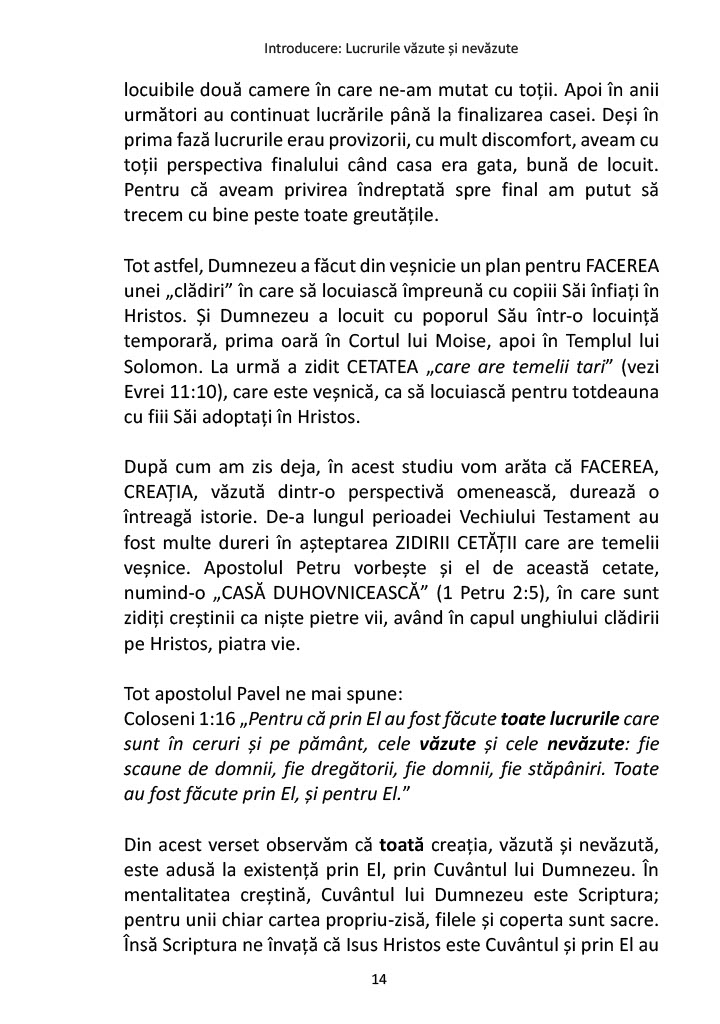 Introducere: Lucrurile văzute și nevăzute
locuibile două camere în care ne-am mutat cu toții. Apoi în anii
următori au continuat lucrările până la finalizarea casei. Deși în
prima fază lucrurile erau provizorii, cu mult discomfort, aveam cu
toții perspectiva finalului când casa era gata, bună de locuit.
Pentru că aveam privirea îndreptată spre final am putut să
trecem cu bine peste toate greutățile.
Tot astfel, Dumnezeu a făcut din veșnicie un plan pentru FACEREA
unei „clădiri” în care să locuiască împreună cu copiii Săi înfiați în
Hristos. Și Dumnezeu a locuit cu poporul Său într-o locuință
temporară, prima oară în Cortul lui Moise, apoi în Templul lui
Solomon. La urmă a zidit CETATEA „care are temelii tari” (vezi
Evrei 11:10), care este veșnică, ca să locuiască pentru totdeauna
cu fiii Săi adoptați în Hristos.
După cum am zis deja, în acest studiu vom arăta că FACEREA,
CREAȚIA, văzută dintr-o perspectivă omenească, durează o
întreagă istorie. De-a lungul perioadei Vechiului Testament au
fost multe dureri în așteptarea ZIDIRII CETĂȚII care are temelii
veșnice. Apostolul Petru vorbește și el de această cetate,
numind-o „CASĂ DUHOVNICEASCĂ” (1 Petru 2:5), în care sunt
zidiți creștinii ca niște pietre vii, având în capul unghiului clădirii
pe Hristos, piatra vie.
Tot apostolul Pavel ne mai spune:
Coloseni 1:16 „Pentru că prin El au fost făcute toate lucrurile care
sunt în ceruri și pe pământ, cele văzute și cele nevăzute: fie
scaune de domnii, fie dregătorii, fie domnii, fie stăpâniri. Toate
au fost făcute prin El, și pentru El.”
Din acest verset observăm că toată creația, văzută și nevăzută,
este adusă la existență prin El, prin Cuvântul lui Dumnezeu. În
mentalitatea creștină, Cuvântul lui Dumnezeu este Scriptura;
pentru unii chiar cartea propriu-zisă, filele și coperta sunt sacre.
Însă Scriptura ne învață că Isus Hristos este Cuvântul și prin El au
14